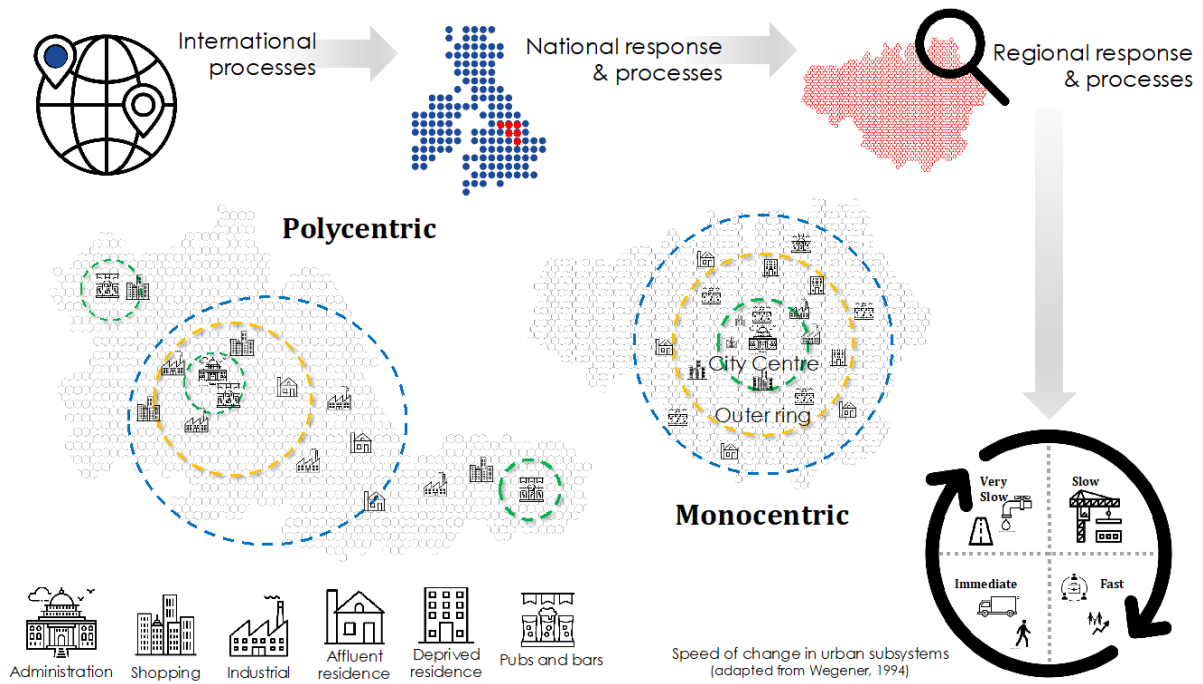 International
processes
National response
& processes
Regional response
& processes
Polycentric
City Centre
Outer ring
Monocentric
Very
Slow
Slow
Immediate
Fast
Administration
Shopping
Industrial
Affluent
residence
Deprived
residence
Pubs and bars
Speed of change in urban subsystems
(adapted from Wegener, 1994)